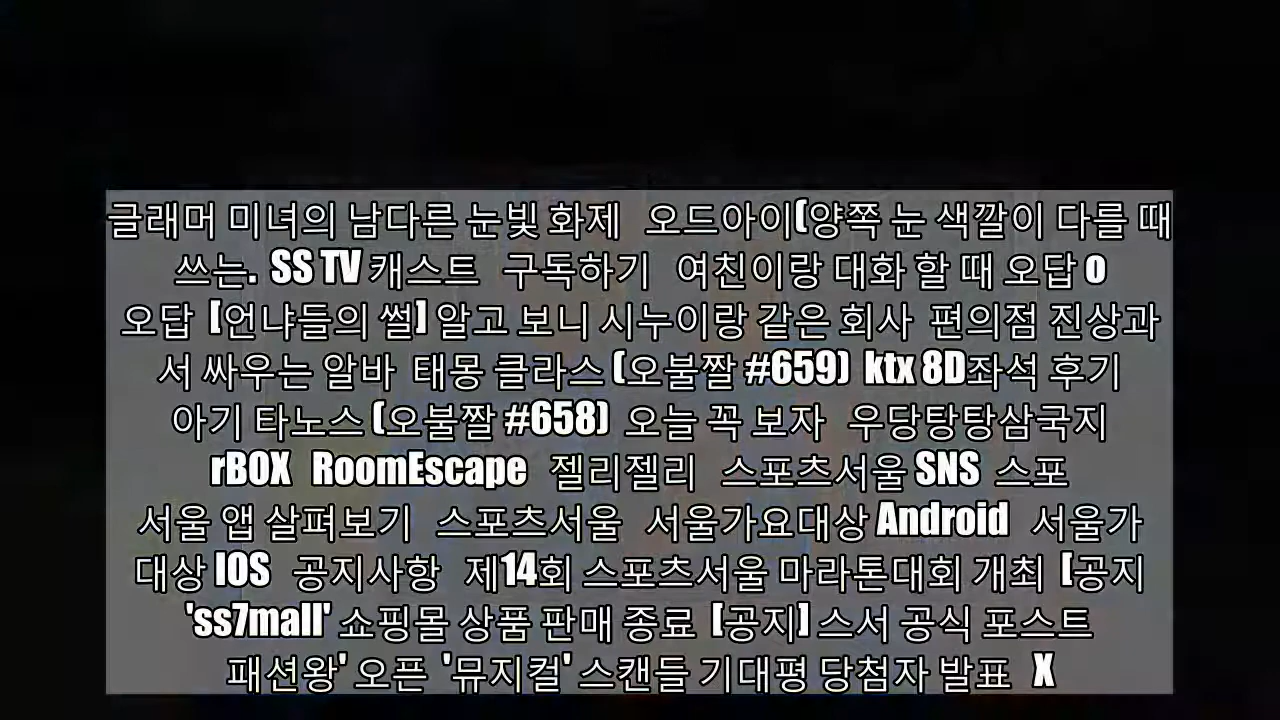 글래머 미녀의 남다른 눈빛 화제 오드아이(양쪽 눈 색깔이 다를 때
쓰는. SS TV 캐스트 구독하기 여친이랑 대화 할 때 오답 o
오답 [언냐들의 썰] 알고 보니 시누이랑 같은 회사 편의점 진상과
서 싸우는 알바 태몽 클라스 (오불짤 #659) ktx 8D좌석 후기
아기 타노스 (오불짤 #658) 오늘 꼭 보자 우당탕탕삼국지
rBOX RoomEscape 젤리젤리 스포츠서울 SNS 스포
서울 앱 살펴보기 스포츠서울 서울가요대상 Android 서울가
대상 IOS 공지사항 제14회 스포츠서울 마라톤대회 개최 [공지
'ss7mall' 쇼핑몰 상품 판매 종료 [공지] 스서 공식 포스트
패션왕' 오픈 '뮤지컬' 스캔들 기대평 당첨자 발표 X